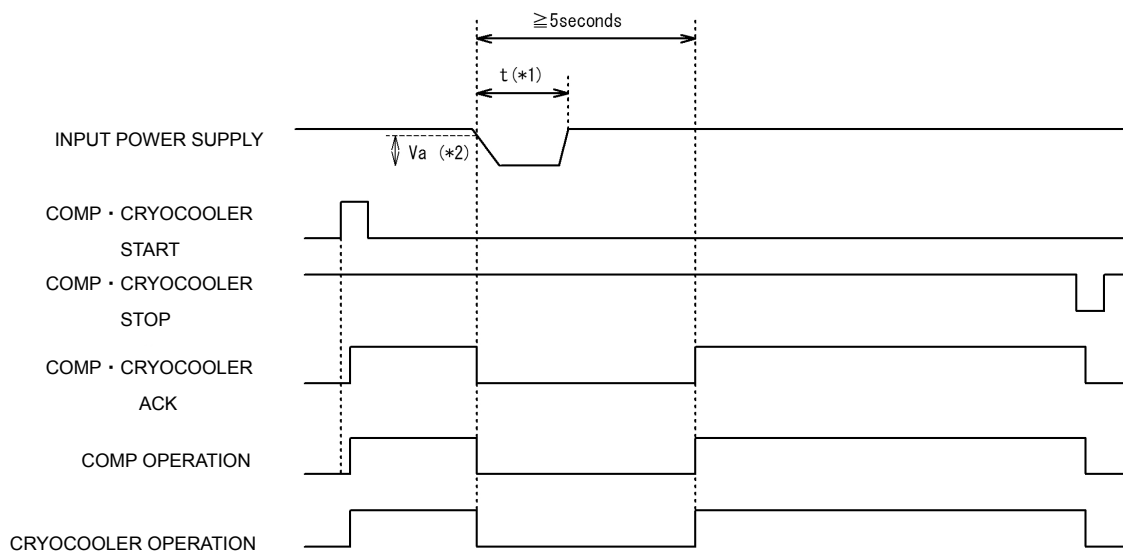 ≧5seconds
t(*1)
INPUT POWER SUPPLY
Va (*2)
COMP・CRYOCOOLER
START
COMP・CRYOCOOLER
STOP
COMP・CRYOCOOLER
ACK
COMP OPERATION
CRYOCOOLER OPERATION